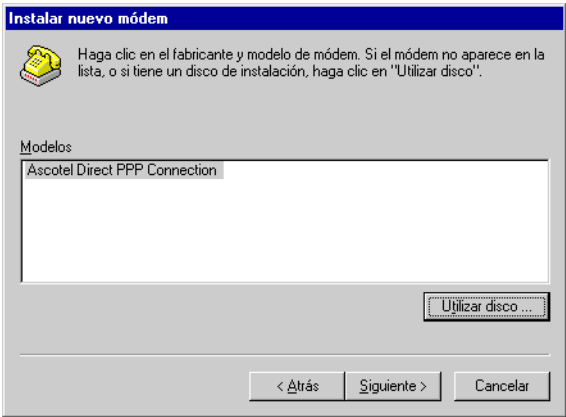 Instalar nuevo módem
Haga clic en el fabricante y modelo de módem. Si el módem no aparece en la
lista, o si tiene un disco de instalación, haga clic en "Utilizar disco".
Modelos
Ascotel Direct PPP Connection
Utilizar disco ...
< Atrás
Siguiente >
Cancelar